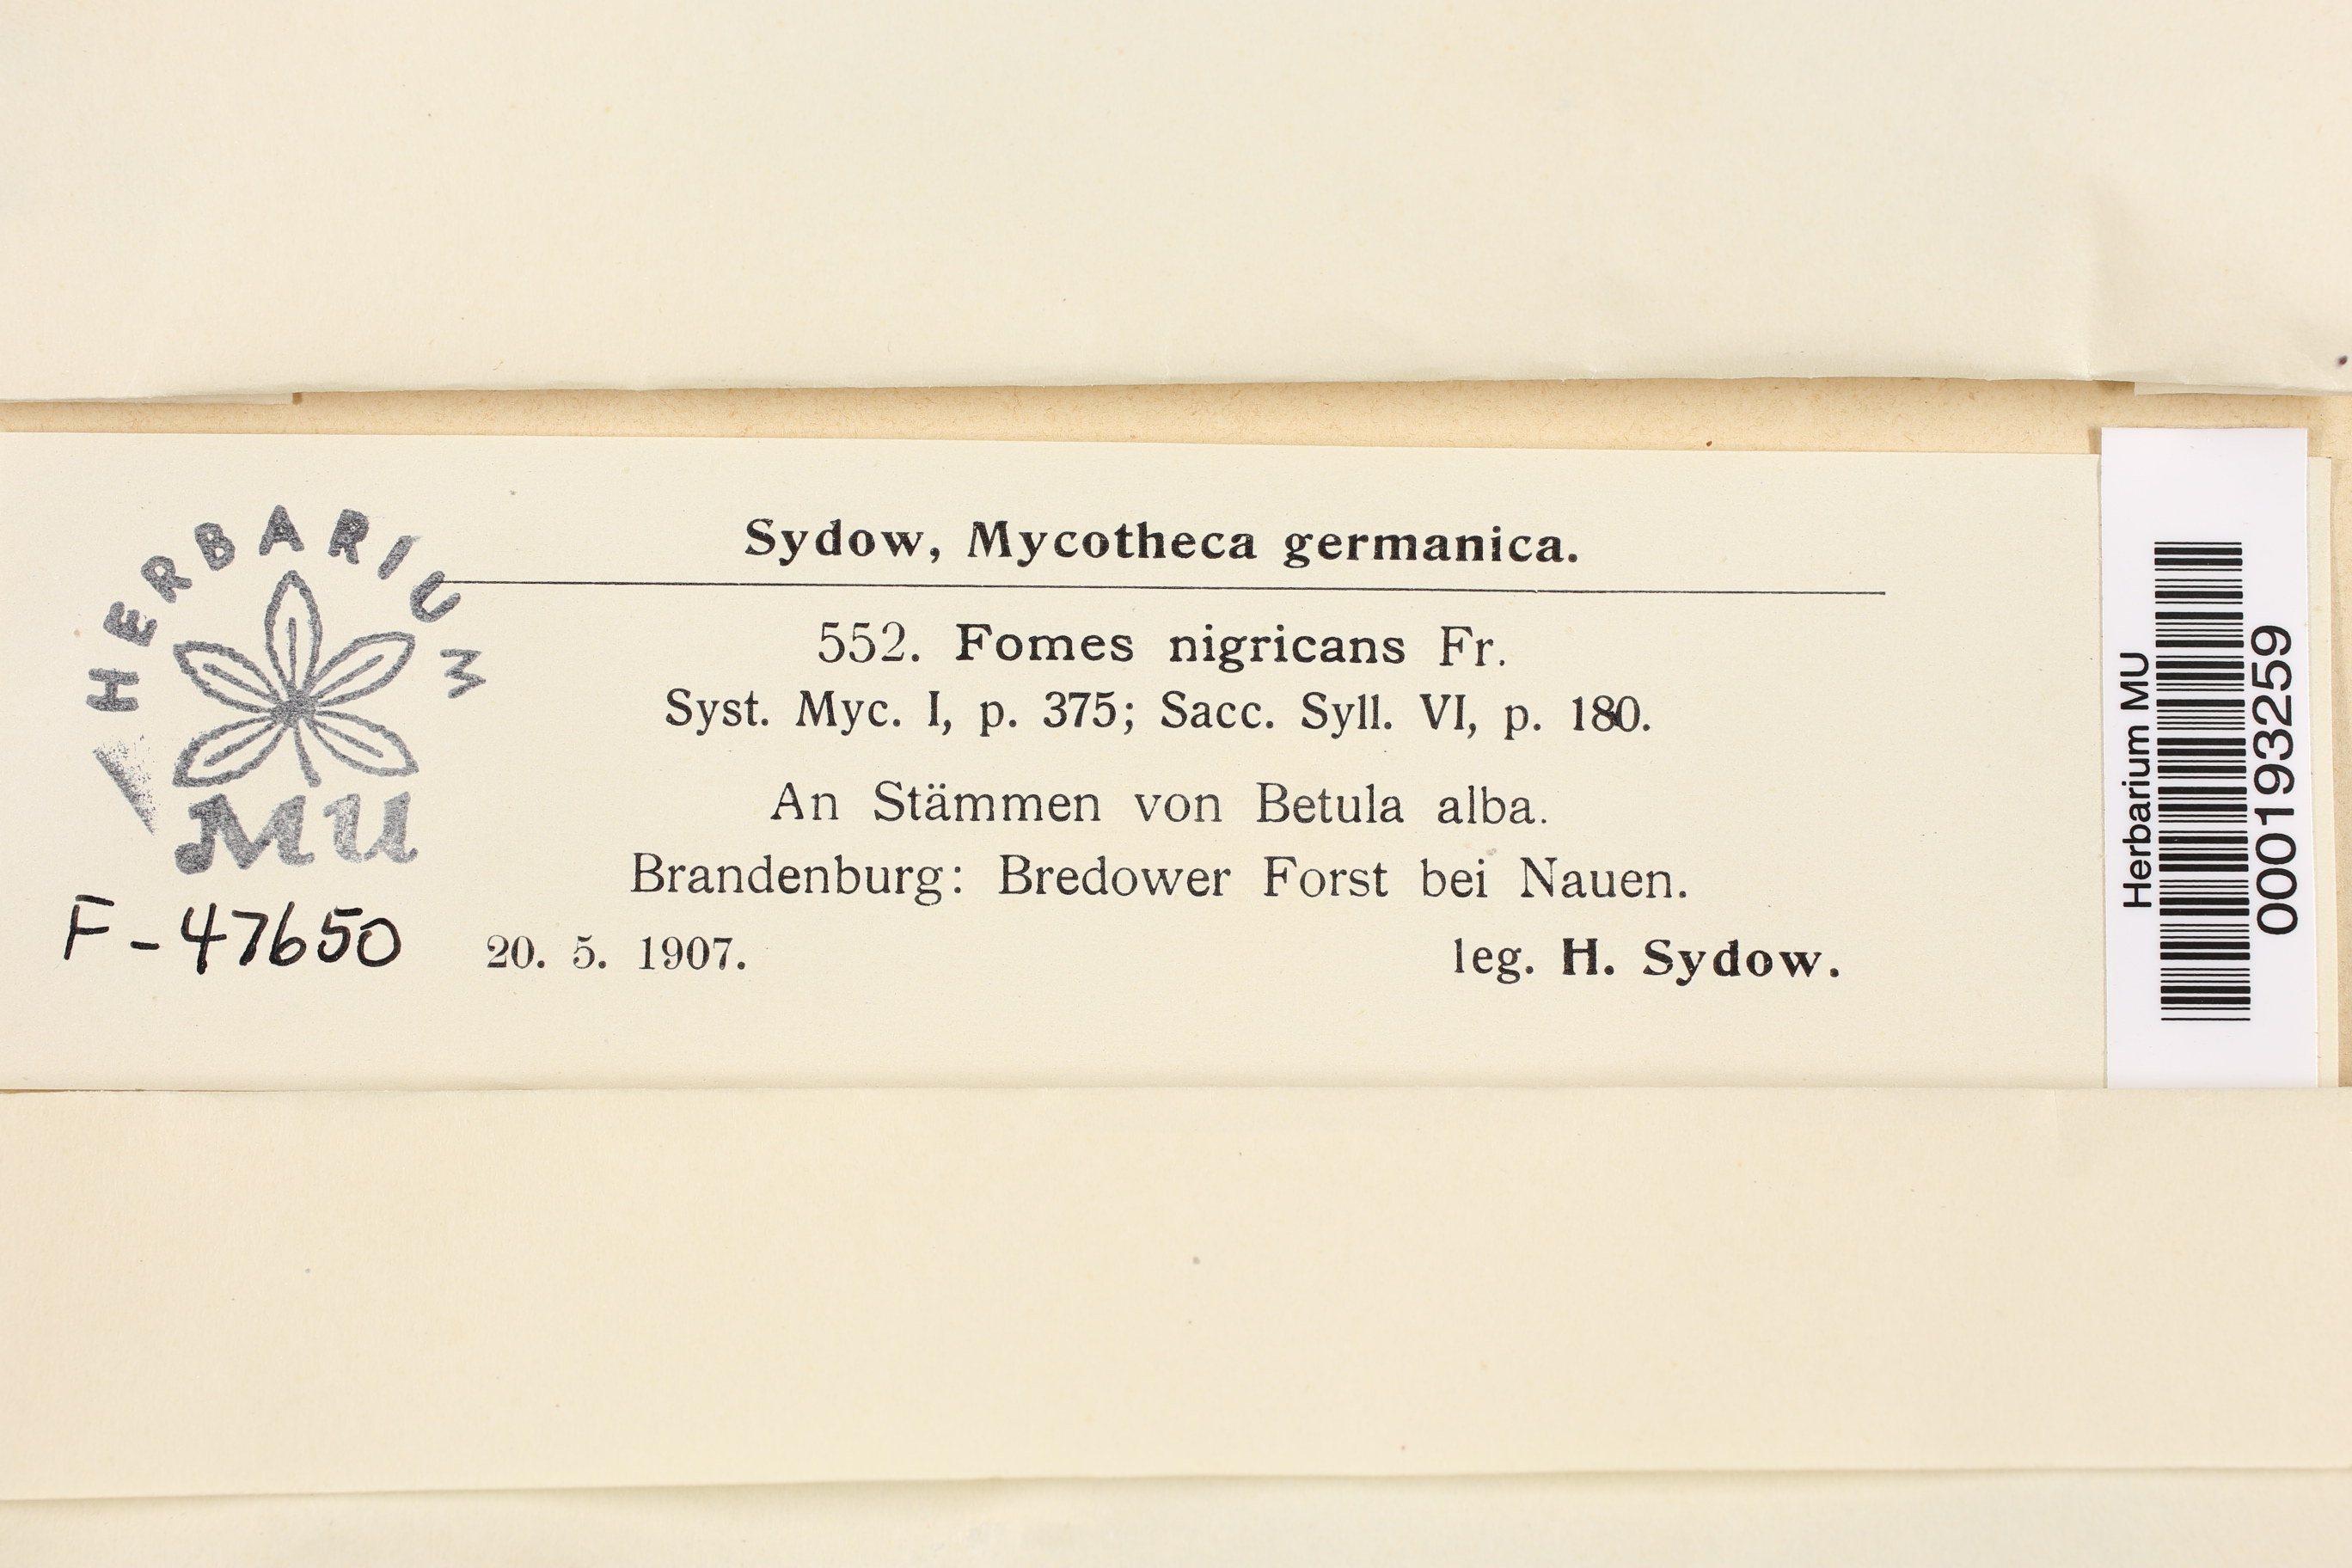 HERBARIUM
MU
F-47650
Sydow, Mycotheca germanica.
552. Fomes nigricans Fr.
Syst. Myc. I, p. 375; Sacc. Syll. VI, p. 180.
An Stämmen von Betula alba.
Brandenburg: Bredower Forst bei Nauen.
20. 5. 1907. leg. H. Sydow.
Herbarium MU
000193259